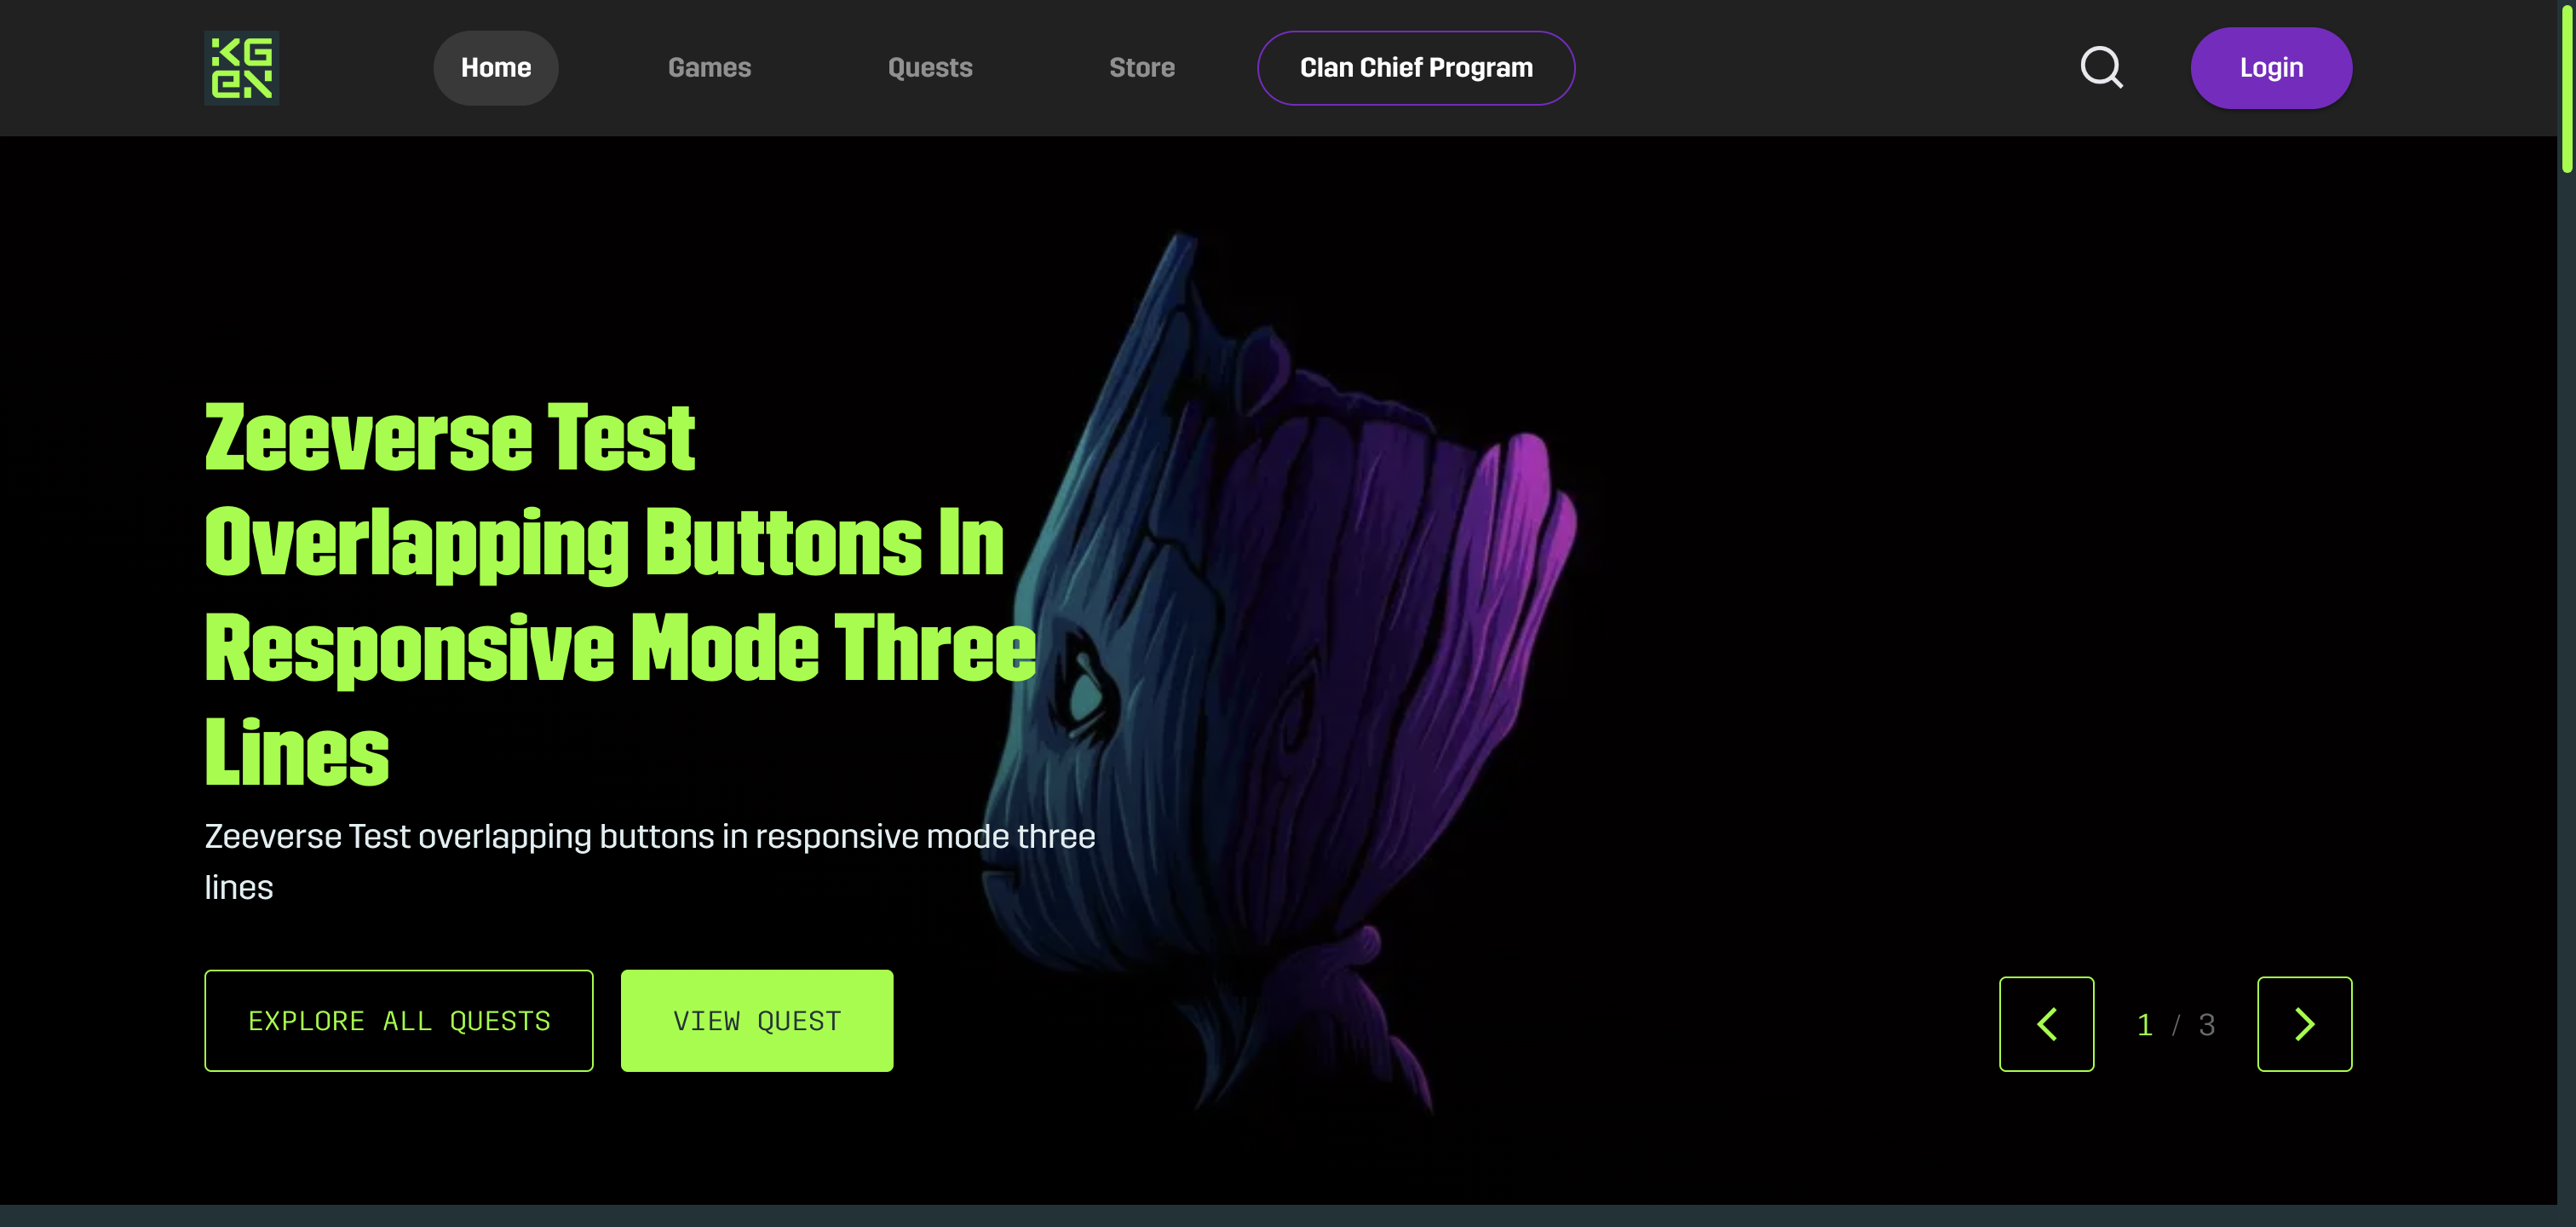 KGEN
Home Games Quests Store Clan Chief Program Login
Zeeverse Test
Overlapping Buttons In
Responsive Mode Three
Lines
Zeeverse Test overlapping buttons in responsive mode three
lines
EXPLORE ALL QUESTS VIEW QUEST 1 / 3